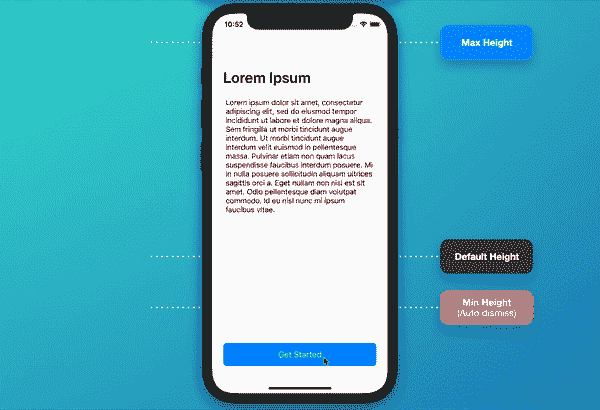 10:52
Max Height
Lorem Ipsum
Lorem ipsum dolor sit amet, consectetur
adipiscing elit, sed do eiusmod tempor
incididunt ut labore et dolore magna aliqua.
Sem fringilla ut morbi tincidunt augue
interdum. Ut morbi tincidunt augue
interdum velit euismod in pellentesque
massa. Pulvinar etiam non quam lacus
suspendisse faucibus interdum posuere. Mi
in nulla posuere sollicitudin aliquam ultrices
sagittis orci a. Eget nullam non nisi est sit
amet. Odio pellentesque diam volutpat
commodo. Id eu nisl nunc mi ipsum
faucibus vitae.
Default Height
Min Height
(Auto dismiss)
Get Started